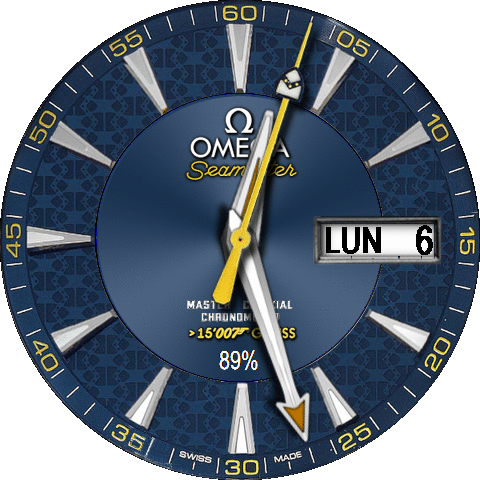 60
05
10
15
20
25
30
35
40
45
50
55
Ω
OMEGA
Seamaster
LUN 6
MASTER CO-AXIAL
CHRONOMETER
>15'007 GAUSS
89%
SWISS MADE